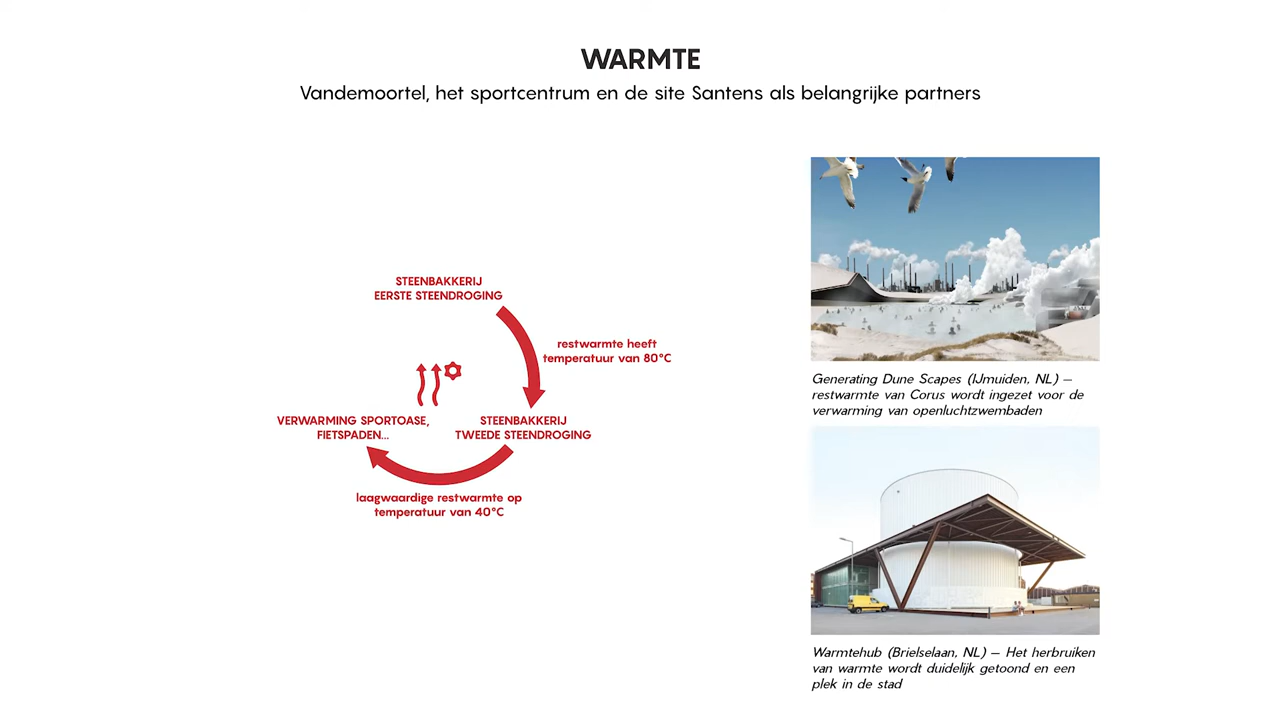 WARMTE
Vandemoortel, het sportcentrum en de site Santens als belangrijke partners
STEENBAKKERIJ
EERSTE STEENDROGING
restwarmte heeft
temperatuur van 80°C
VERWARMING SPORTOASE,
FIETSPADEN...
STEENBAKKERIJ
TWEEDE STEENDROGING
laagwaardige restwarmte op
temperatuur van 40°C
Generating Dune Scapes (IJmuiden, NL) –
restwarmte van Corus wordt ingezet voor de
verwarming van openluchtzwembaden
Warmtehub (Brielselaan, NL) – Het herbruiken
van warmte wordt duidelijk getoond en een
plek in de stad